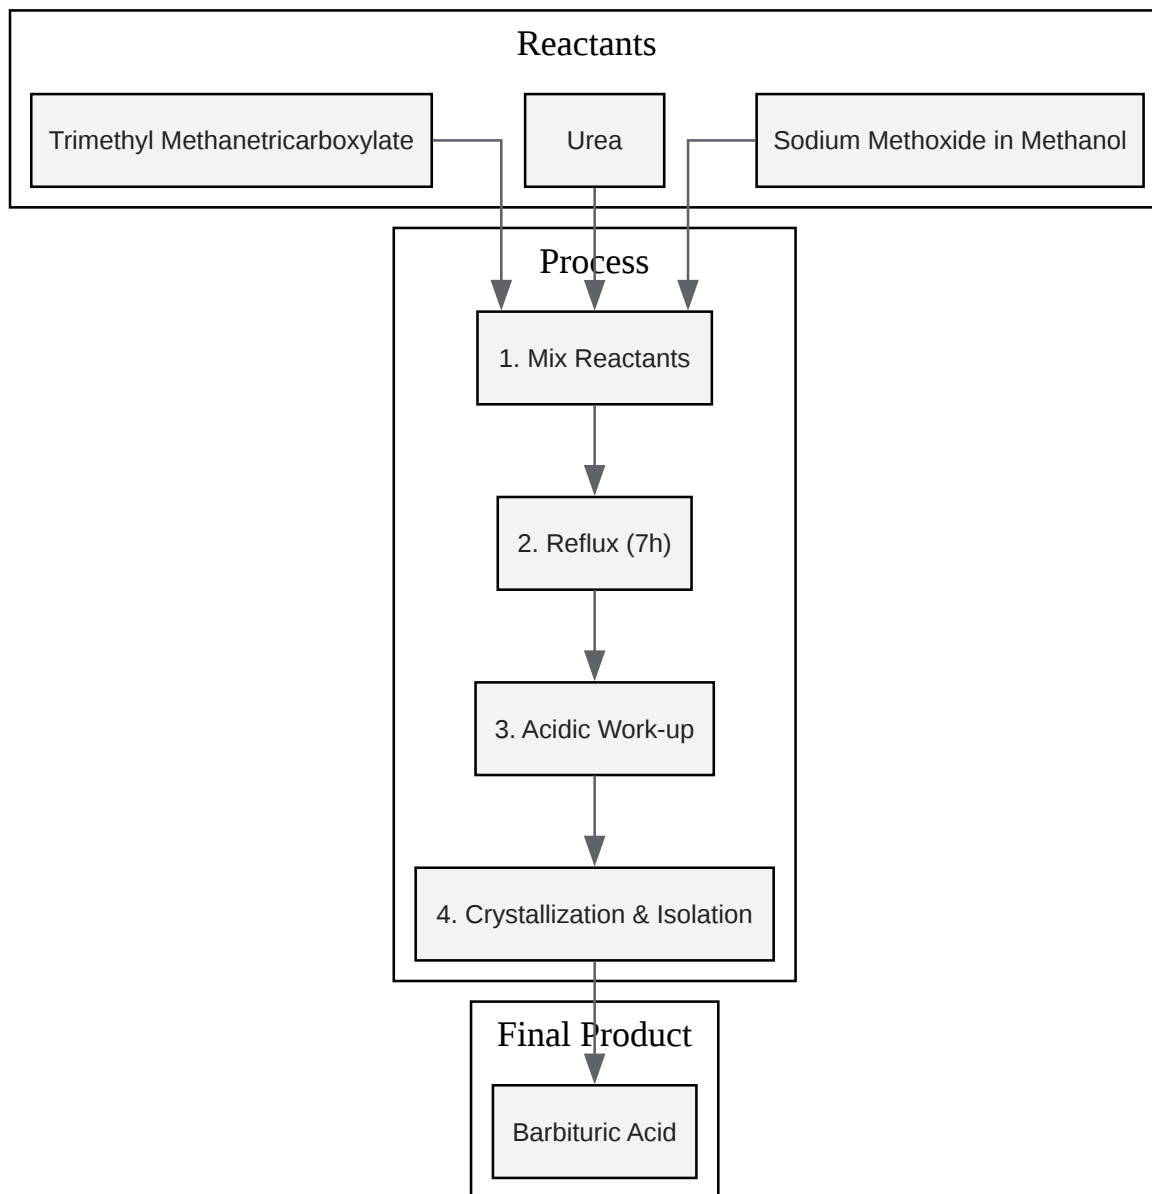 Reactants
Trimethyl Methanetricarboxylate
Urea
Sodium Methoxide in Methanol
Process
1. Mix Reactants
2. Reflux (7h)
3. Acidic Work-up
4. Crystallization & Isolation
Final Product
Barbituric Acid